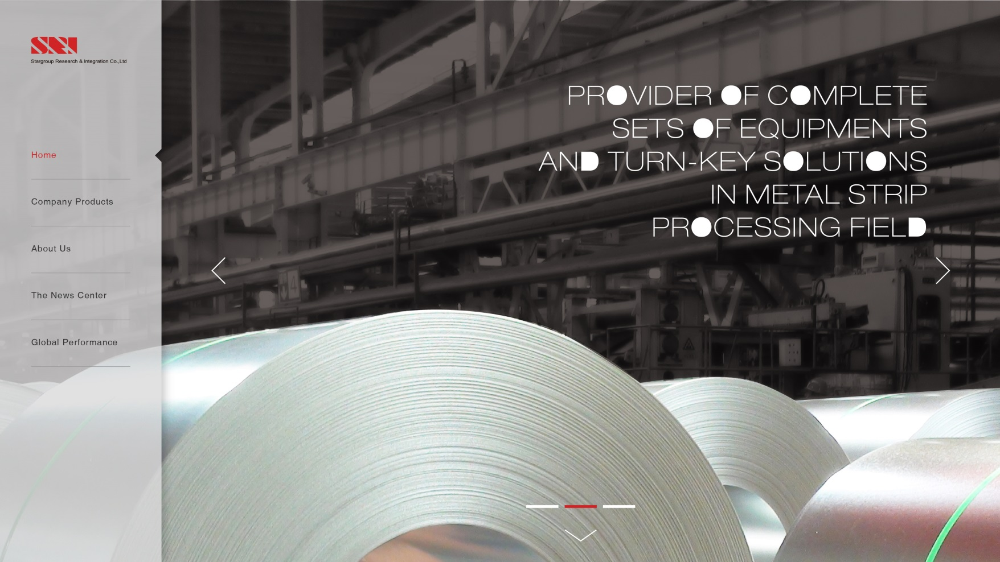 SRI
Stargroup Research & Integration Co.,Ltd
Home
Company Products
About Us
The News Center
Global Performance
PROVIDER OF COMPLETE
SETS OF EQUIPMENTS
AND TURN-KEY SOLUTIONS
IN METAL STRIP
PROCESSING FIELD
4